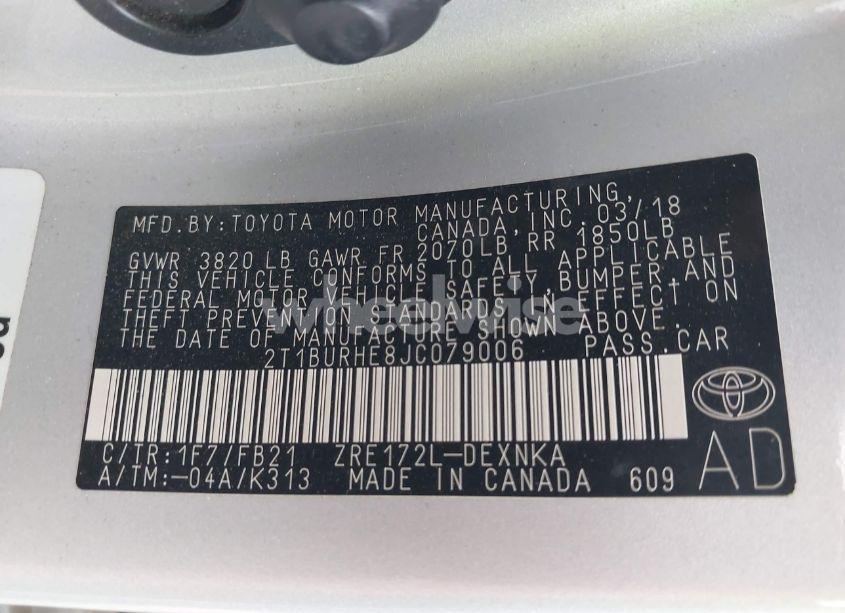 MFD.BY:TOYOTA MOTOR MANUFACTURING,
CANADA,INC. 03/18
GVWR 3820 LB GAWR FR 2070LB RR 1850LB
THIS VEHICLE CONFORMS TO ALL APPLICABLE
FEDERAL MOTOR VEHICLE SAFETY,BUMPER,AND
THEFT PREVENTION STANDARDS IN EFFECT ON
THE DATE OF MANUFACTURE SHOWN ABOVE.
2T1BURHE8JC079006 PASS.CAR
C/TR:1F7/FB21 ZRE172L-DEXNKA
A/TM:-04A/K313 MADE IN CANADA 609
AD
wheelwise